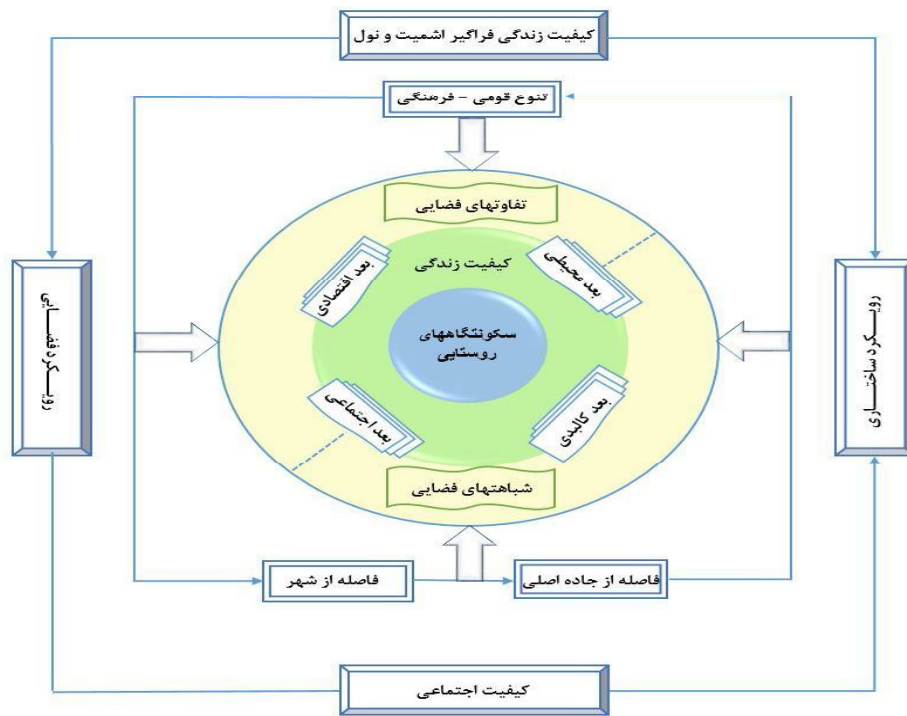 کیفیت زندگی فراگیر اشمیت و نول
تنوع قومی - فرهنگی
تفاوتهای فضایی
بعد محیطی
بعد اقتصادی
کیفیت زندگی
سکونتگاههای
روستایی
رویکرد ساختاری
رویکرد فضایی
بعد کالبدی
بعد اجتماعی
شباهتهای فضایی
فاصله از جاده اصلی
فاصله از شهر
کیفیت اجتماعی